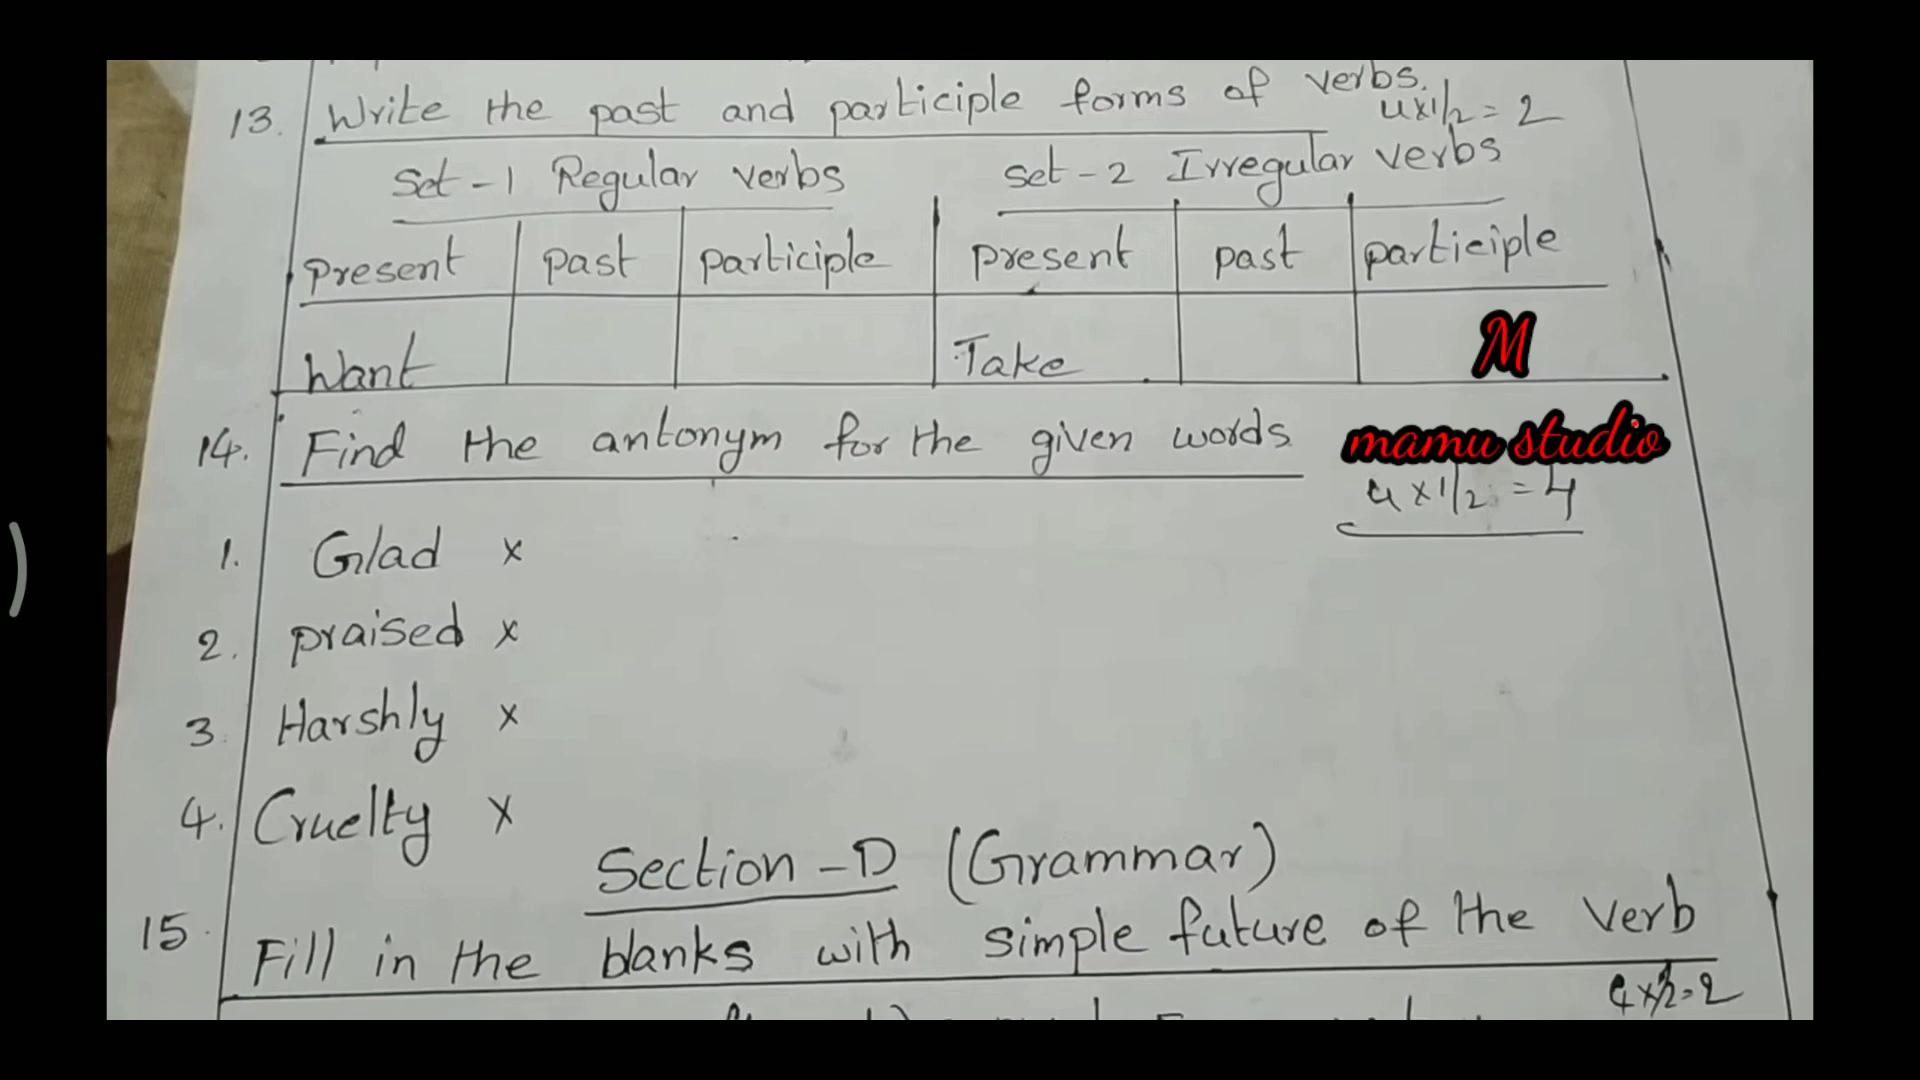 13. Write the past and participle forms of verbs.
4x1/2 = 2
Set-1 Regular verbs
Set-2 Irregular verbs
Present past participle present past participle
Want Take M
14. Find the antonym for the given words mamu studio
4x1/2 = 4
1. Glad x
2. praised x
3. Harshly x
4. Cruelty x
Section-D (Grammar)
15. Fill in the blanks with simple future of the verb
4x1/2=2